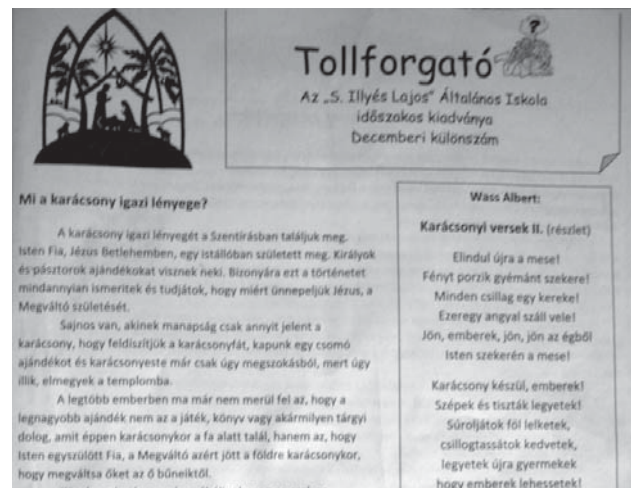 ?
Tollforgató
Az „S. Illyés Lajos” Általános Iskola
időszakos kiadványa
Decemberi különszám
Mi a karácsony igazi lényege?
A karácsony igazi lényegét a Szentírásban találjuk meg.
Isten Fia, Jézus Betlehemben, egy istállóban született meg. Királyok
és pásztorok ajándékokat visznek neki. Bizonyára ezt a történetet
mindannyian ismeritek és tudjátok, hogy miért ünnepeljük Jézus, a
Megváltó születését.
Sajnos van, akinek manapság csak annyit jelent a
karácsony, hogy feldíszítjük a karácsonyfát, kapunk egy csomó
ajándékot és karácsonyeste már csak úgy megszokásból, mert úgy
illik, elmegyek a templomba.
A legtöbb emberben ma már nem merül fel az, hogy a
legnagyobb ajándék nem az a játék, könyv vagy akármilyen tárgyi
dolog, amit éppen karácsonykor a fa alatt talál, hanem az, hogy
Isten egyszülött Fia, a Megváltó azért jött a földre karácsonykor,
hogy megváltsa őket az ő bűneiktől.
Wass Albert:
Karácsonyi versek II. (részlet)
Elindul újra a mese!
Fényt porzik gyémánt szekere!
Minden csillag egy kereke!
Ezeregy angyal száll vele!
Jön, emberek, jön, jön az égből
Isten szekerén a mese!
Karácsony készül, emberek!
Szépek és tiszták legyetek!
Súroljátok föl lelketek,
csillogtassátok kedvetek,
legyetek újra gyermekek
hogy emberek lehessetek!